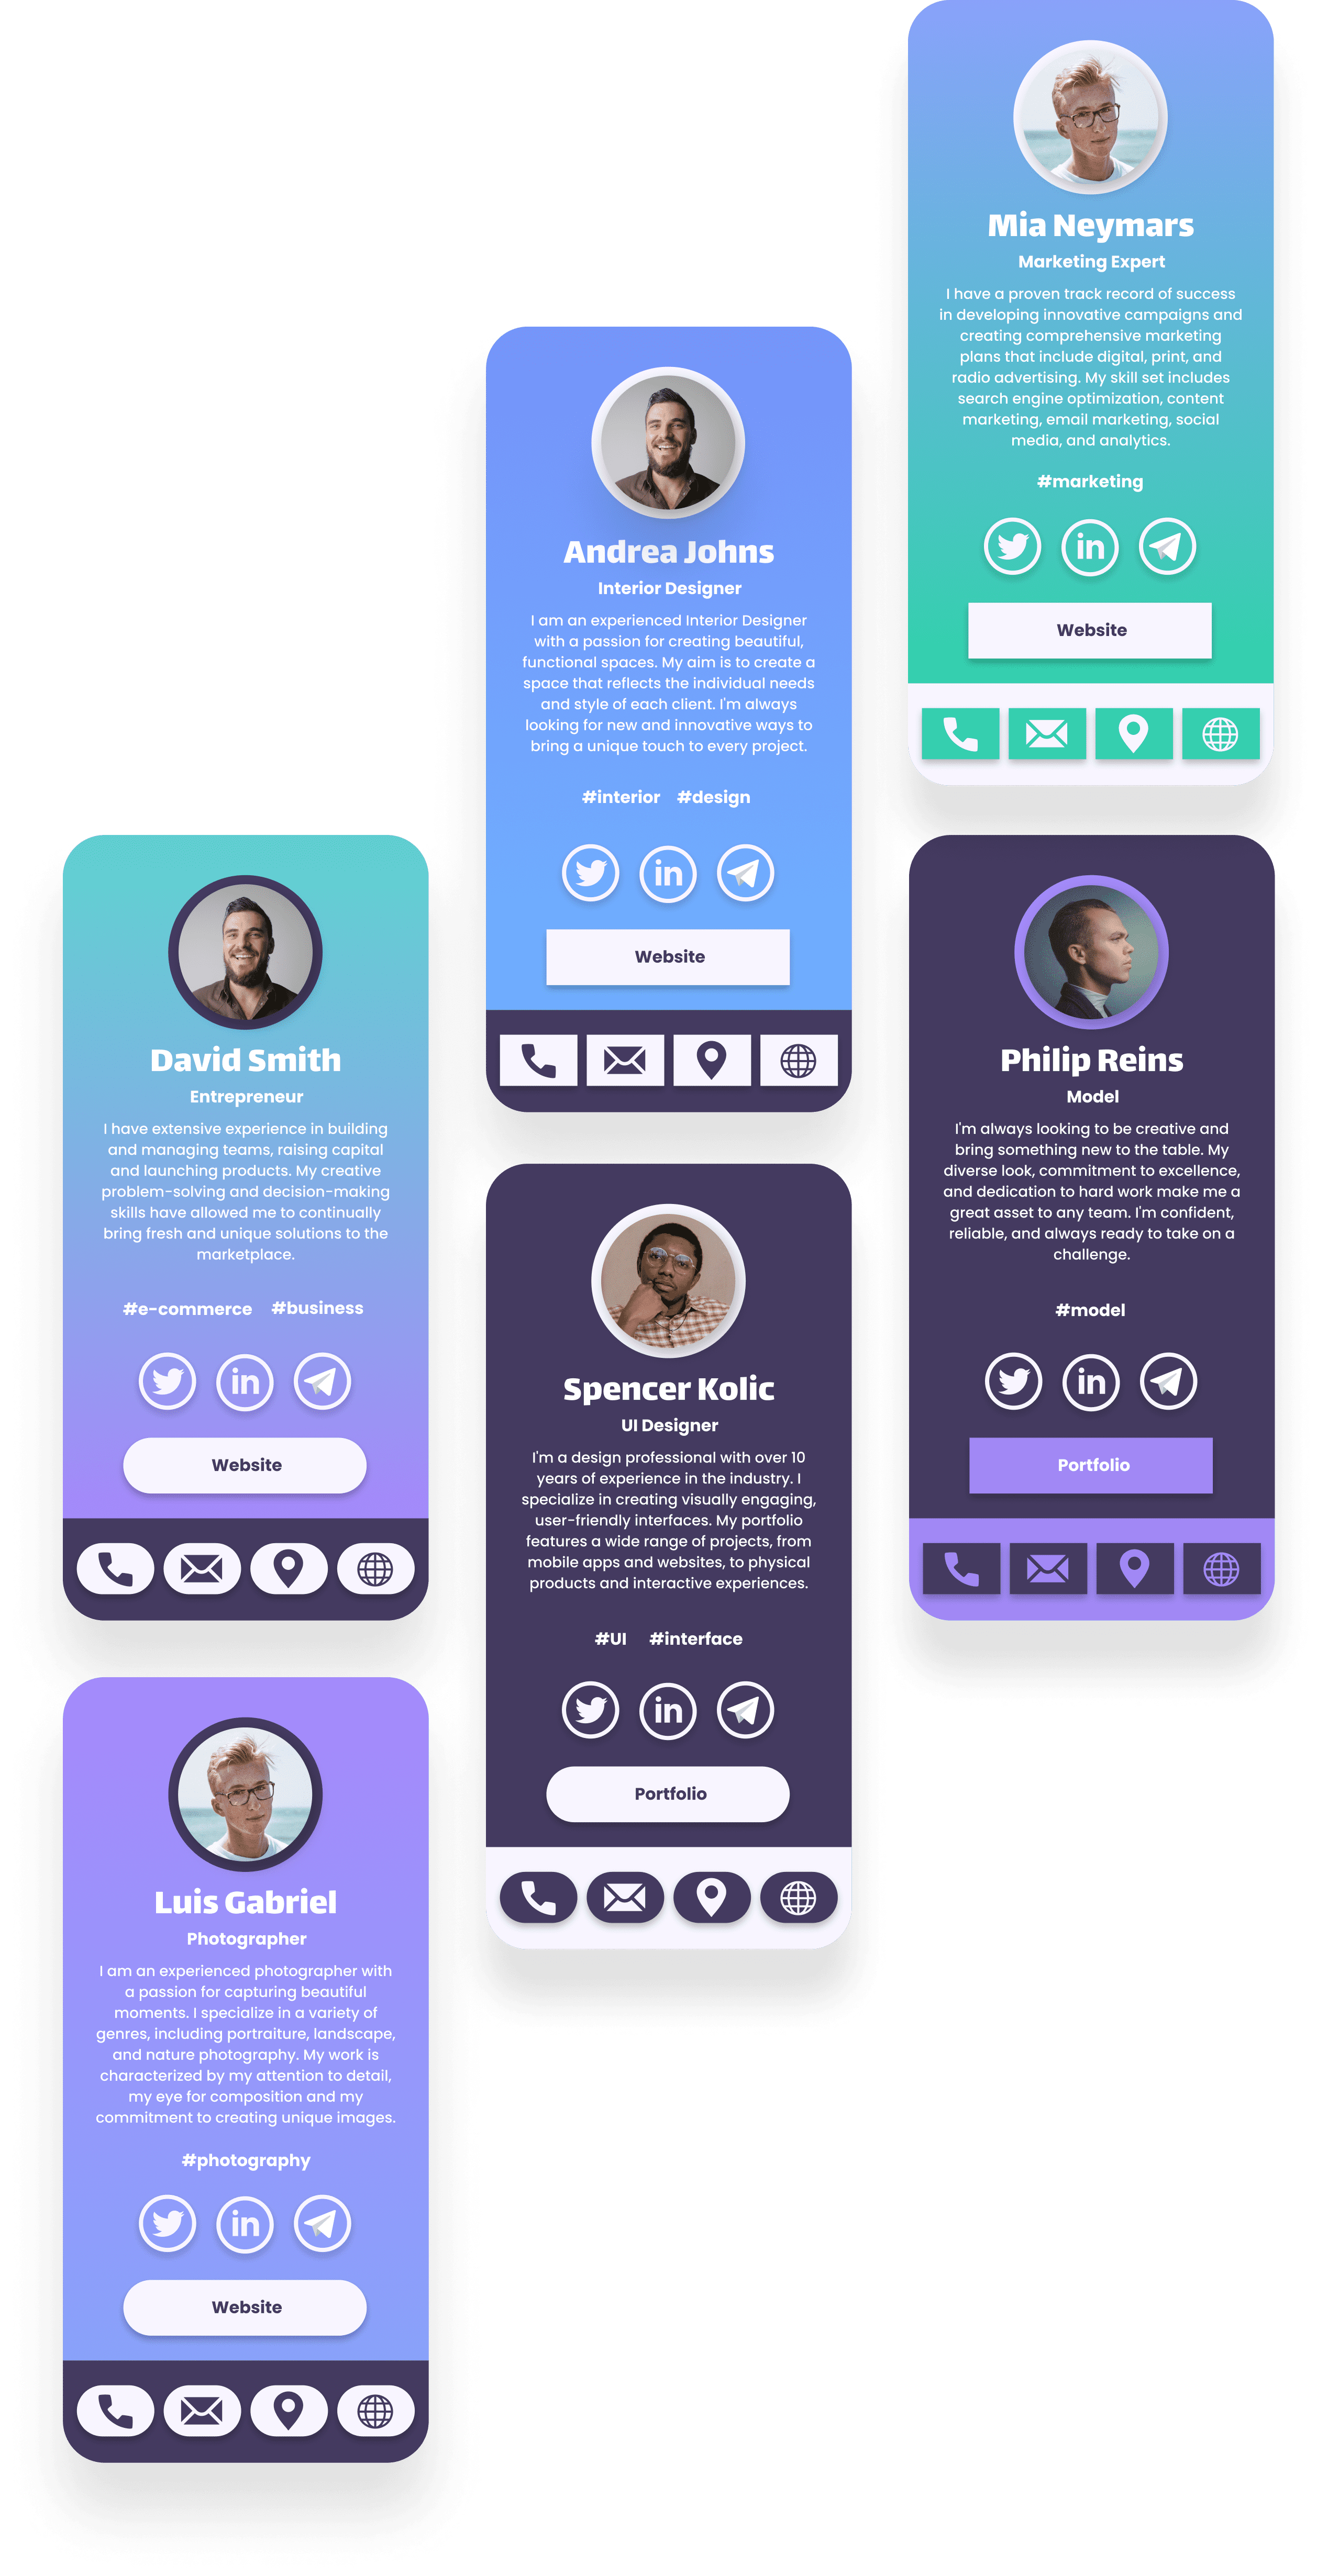 Mia Neymars
Marketing Expert
I have a proven track record of success
in developing innovative campaigns and
creating comprehensive marketing
plans that include digital, print, and
radio advertising. My skill set includes
search engine optimization, content
marketing, email marketing, social
media, and analytics.
#marketing
in
Website
Andrea Johns
Interior Designer
I am an experienced Interior Designer
with a passion for creating beautiful,
functional spaces. My aim is to create a
space that reflects the individual needs
and style of each client. I'm always
looking for new and innovative ways to
bring a unique touch to every project.
#interior #design
in
Website
David Smith
Entrepreneur
I have extensive experience in building
and managing teams, raising capital
and launching products. My creative
problem-solving and decision-making
skills have allowed me to continually
bring fresh and unique solutions to the
marketplace.
#e-commerce #business
in
Website
Philip Reins
Model
I'm always looking to be creative and
bring something new to the table. My
diverse look, commitment to excellence,
and dedication to hard work make me a
great asset to any team. I'm confident,
reliable, and always ready to take on a
challenge.
#model
in
Portfolio
Spencer Kolic
UI Designer
I'm a design professional with over 10
years of experience in the industry. I
specialize in creating visually engaging,
user-friendly interfaces. My portfolio
features a wide range of projects, from
mobile apps and websites, to physical
products and interactive experiences.
#UI #interface
in
Portfolio
Luis Gabriel
Photographer
I am an experienced photographer with
a passion for capturing beautiful
moments. I specialize in a variety of
genres, including portraiture, landscape,
and nature photography. My work is
characterized by my attention to detail,
my eye for composition and my
commitment to creating unique images.
#photography
in
Website